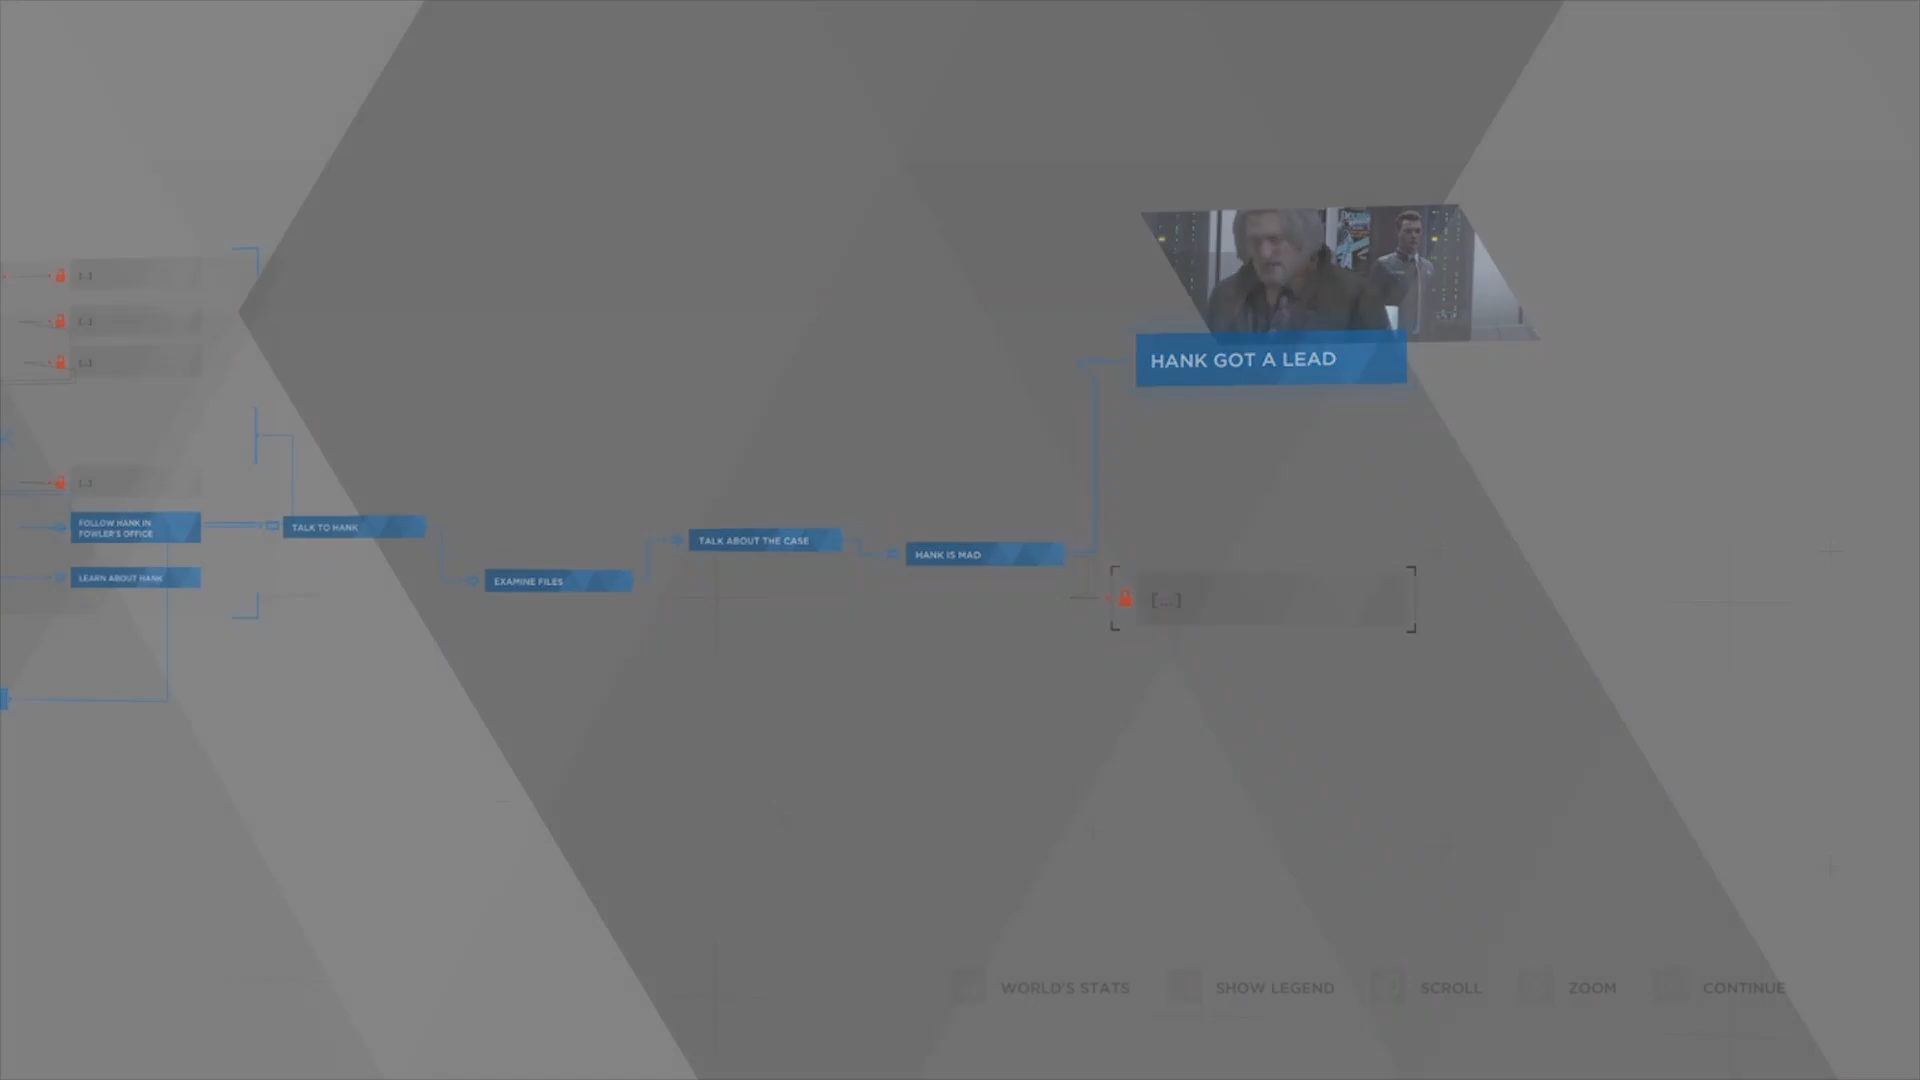 [...]
[...]
[...]
[...]
FOLLOW HANK IN
FOWLER'S OFFICE
LEARN ABOUT HANK
TALK TO HANK
EXAMINE FILES
TALK ABOUT THE CASE
HANK IS MAD
HANK GOT A LEAD
[...]
WORLD'S STATS
SHOW LEGEND
SCROLL
ZOOM
CONTINUE